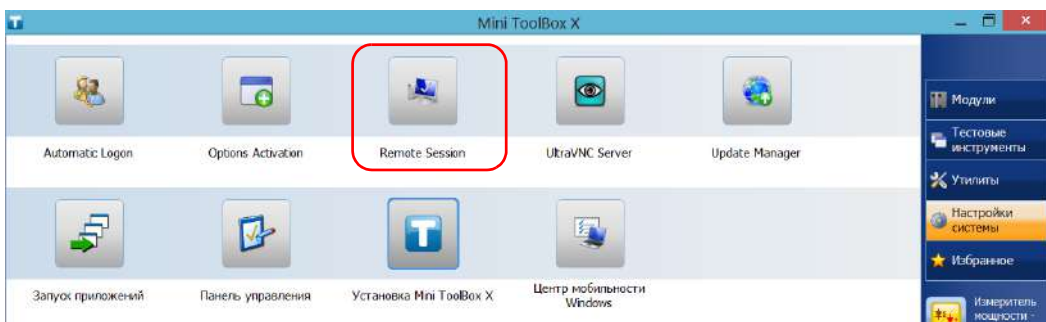 Mini ToolBox X
Automatic Logon
Options Activation
Remote Session
UltraVNC Server
Update Manager
Запуск приложений
Панель управления
Установка Mini ToolBox X
Центр мобильности
Windows
Модули
Тестовые
инструменты
Утилиты
Настройки
системы
Избранное
Измеритель
мощности -